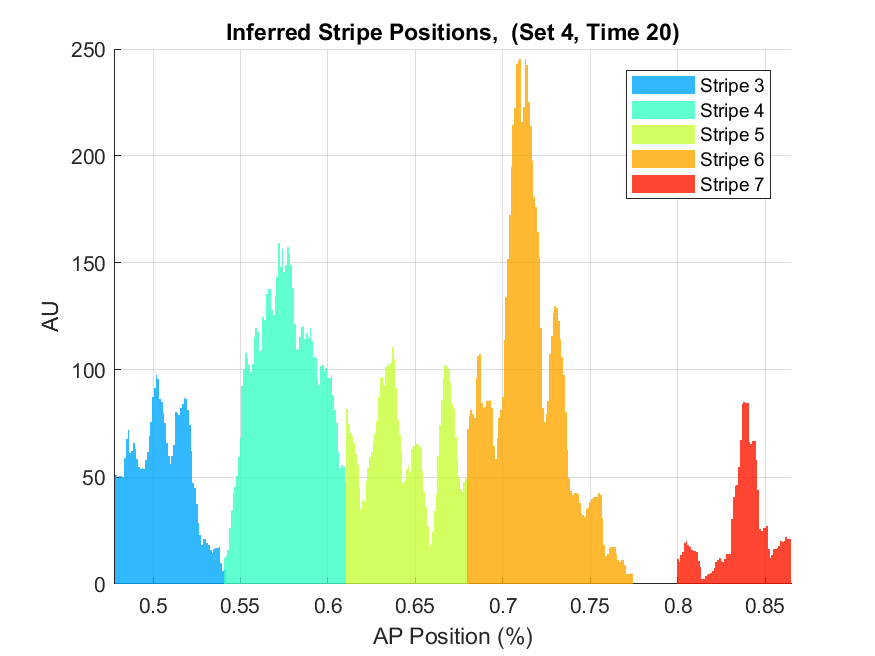 Inferred Stripe Positions,  (Set 4, Time 20)
250
200
150
100
50
0
AU
0.5 0.55 0.6 0.65 0.7 0.75 0.8 0.85
AP Position (%)
Stripe 3
Stripe 4
Stripe 5
Stripe 6
Stripe 7